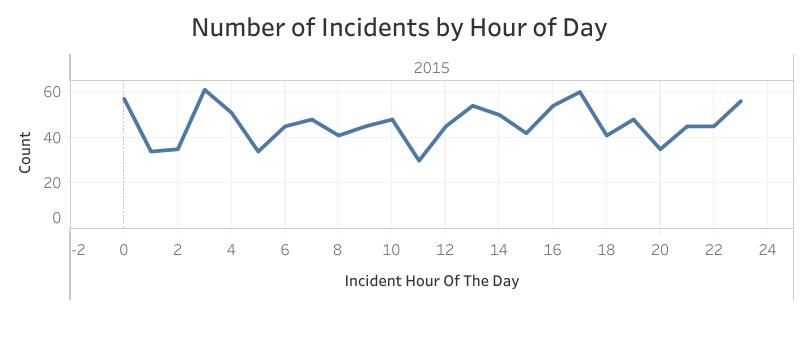 Number of Incidents by Hour of Day
2015
60
40
20
0
Count
-2 0 2 4 6 8 10 12 14 16 18 20 22 24
Incident Hour Of The Day